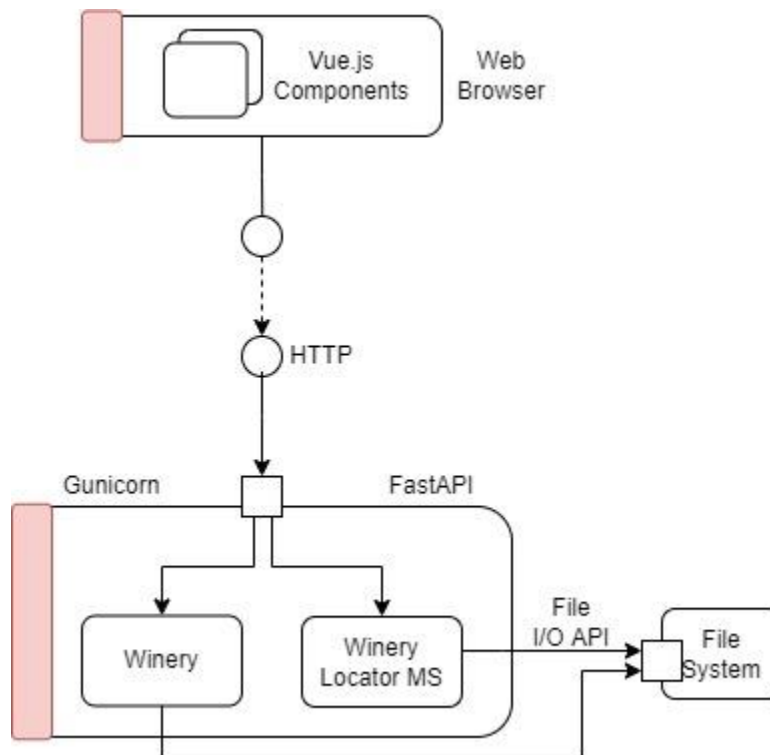 Vue.js
Components
Web
Browser
HTTP
Gunicorn
FastAPI
Winery
Winery
Locator MS
File
I/O API
File
System